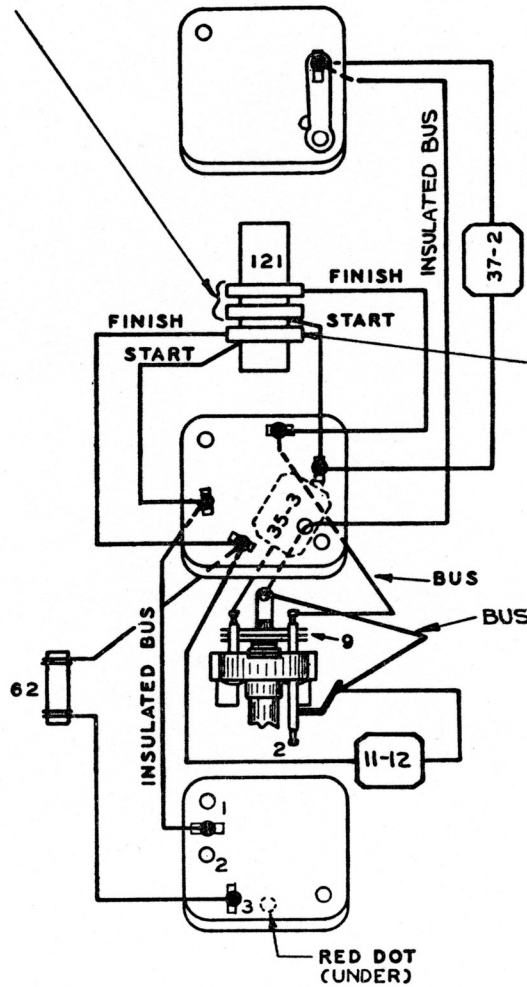 INSULATED BUS
37-2
121
FINISH
START
FINISH
START
35-3
BUS
BUS
9
62
INSULATED BUS
2
11-12
1
2
3
RED DOT
(UNDER)